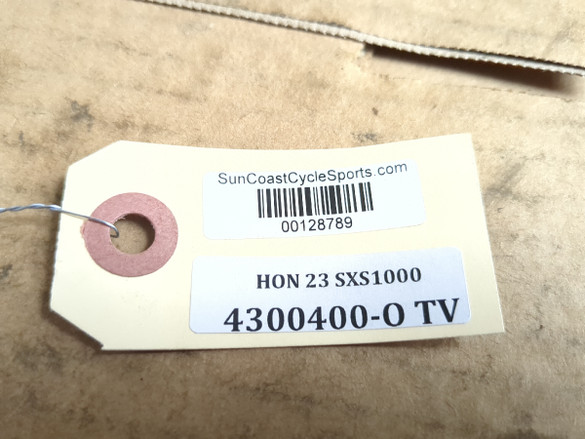 SunCoastCycleSports.com
00128789
HON 23 SXS1000
4300400-O TV